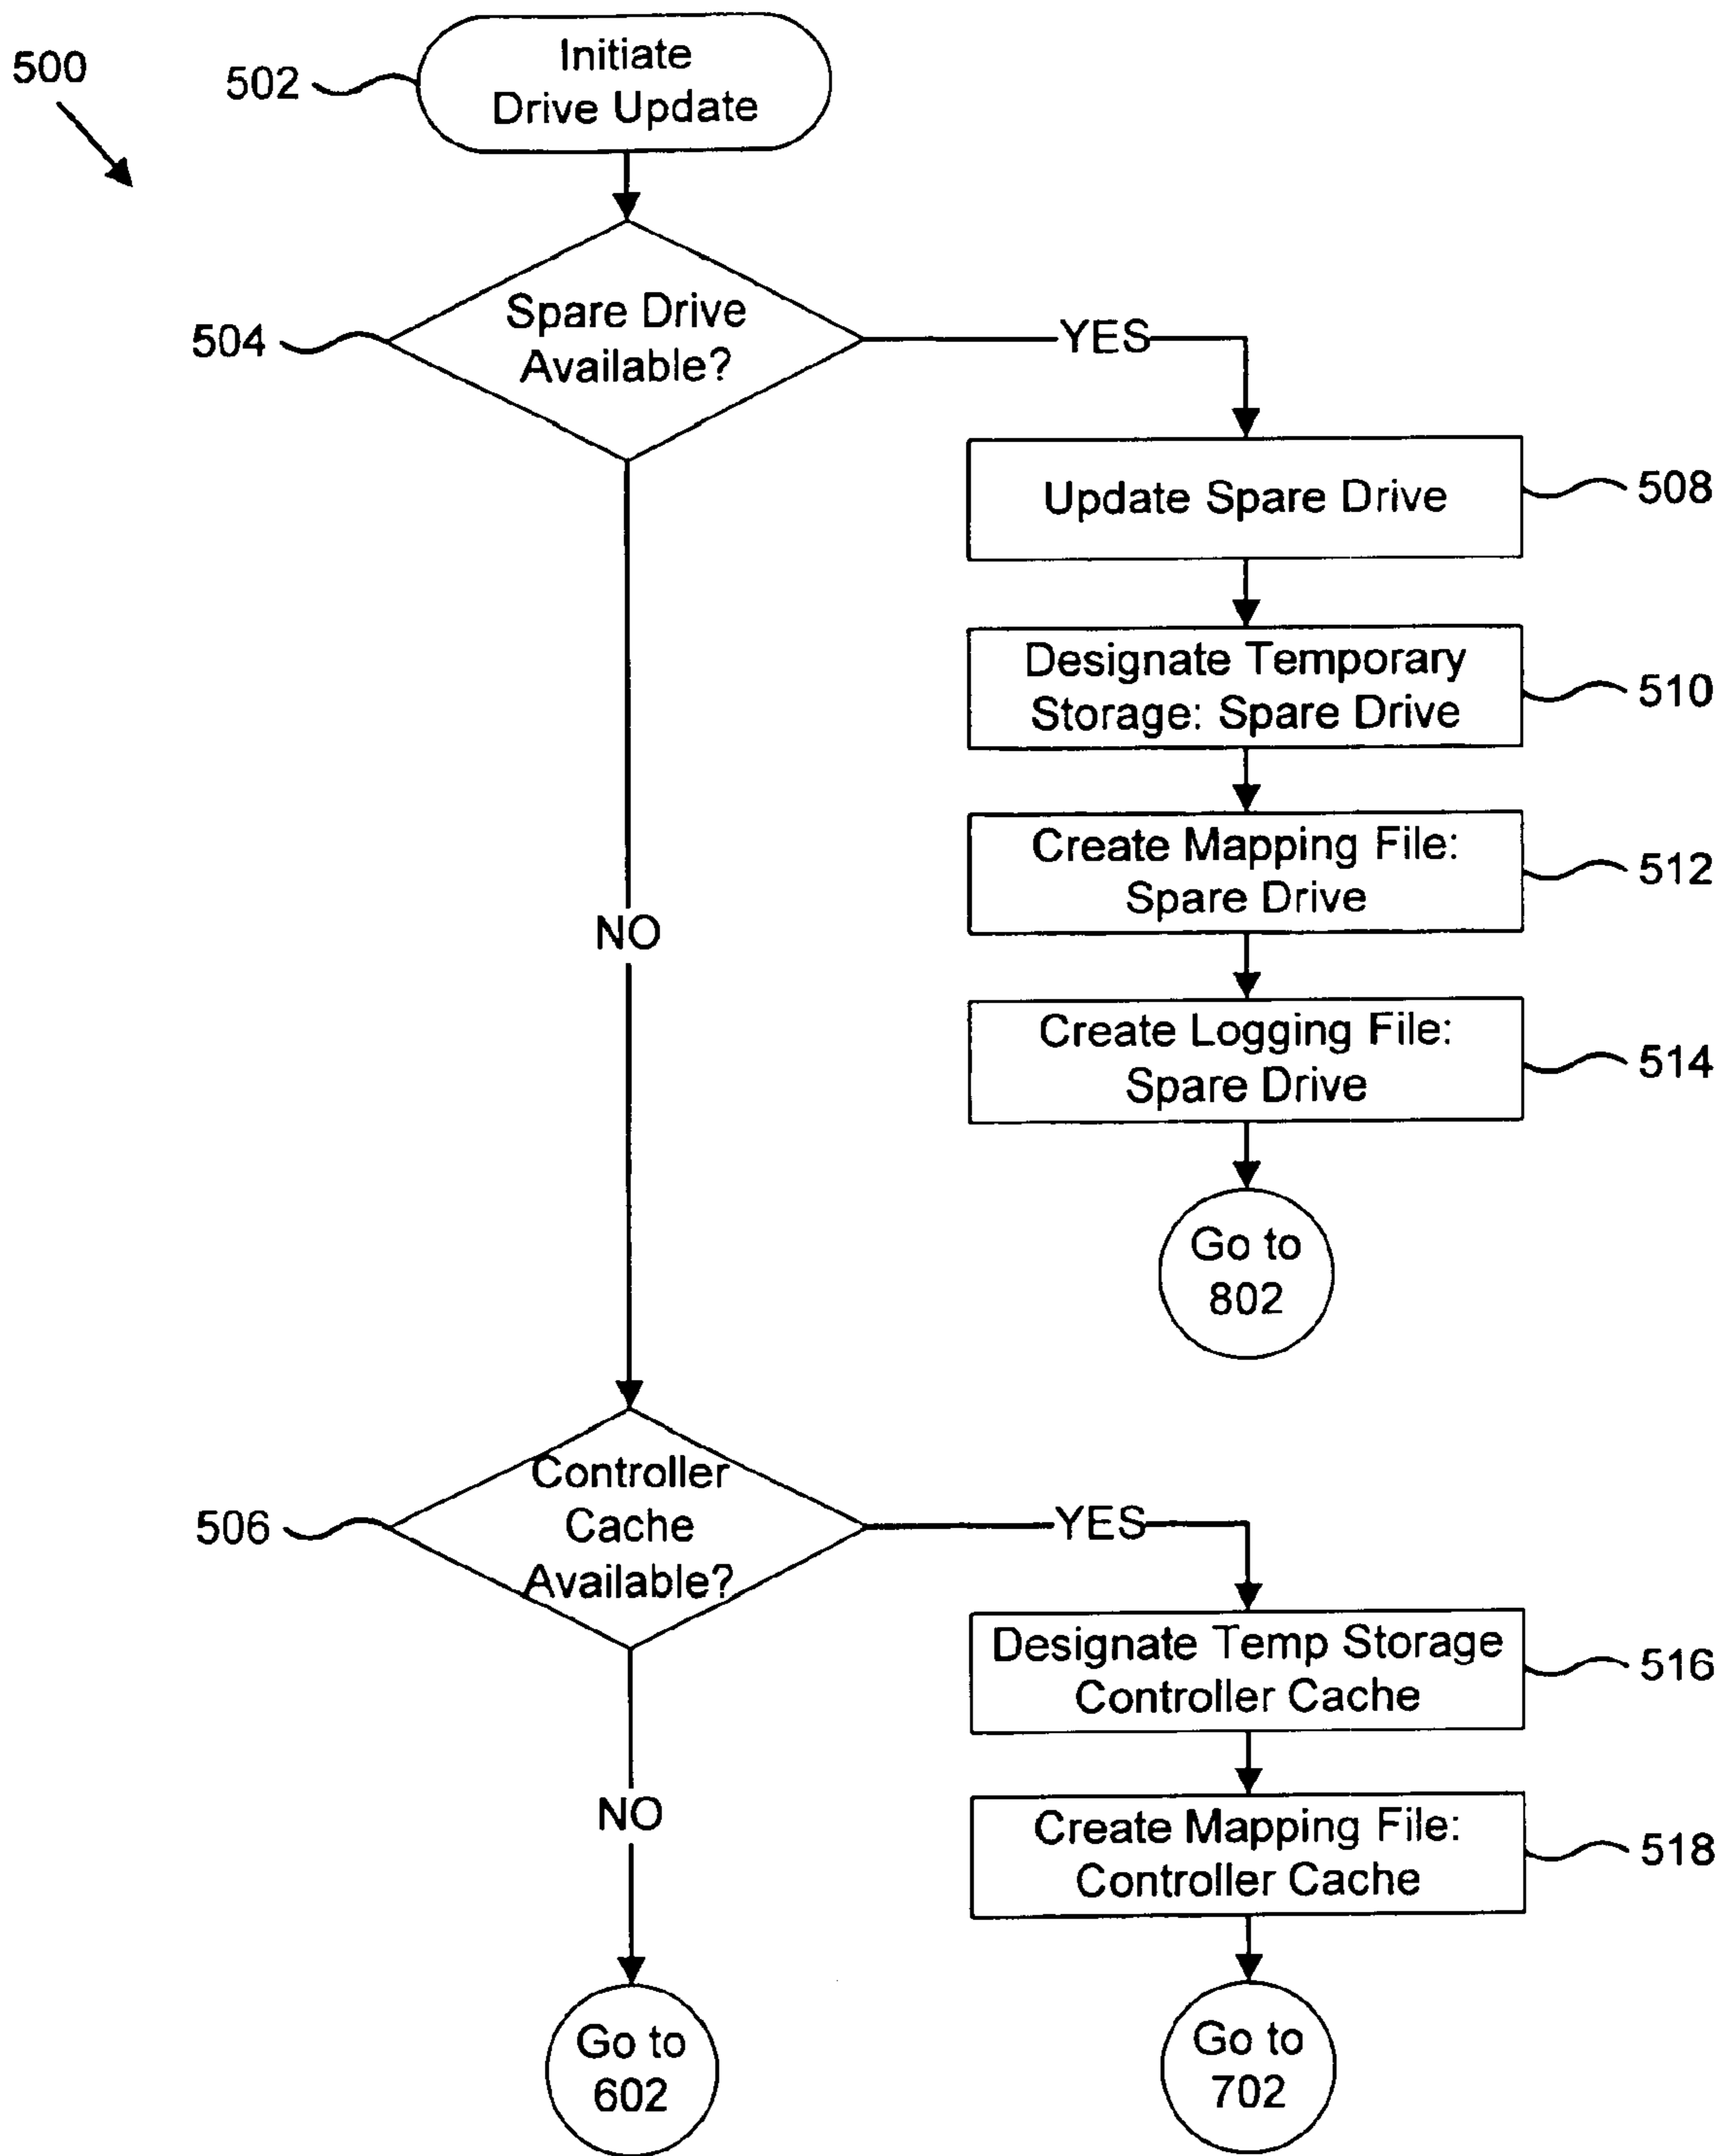 500
502
Initiate
Drive Update
504
Spare Drive
Available?
YES
Update Spare Drive
508
Designate Temporary
Storage: Spare Drive
510
Create Mapping File:
Spare Drive
512
NO
Create Logging File:
Spare Drive
514
Go to
802
506
Controller
Cache
Available?
YES
Designate Temp Storage
Controller Cache
516
NO
Create Mapping File:
Controller Cache
518
Go to
602
Go to
702